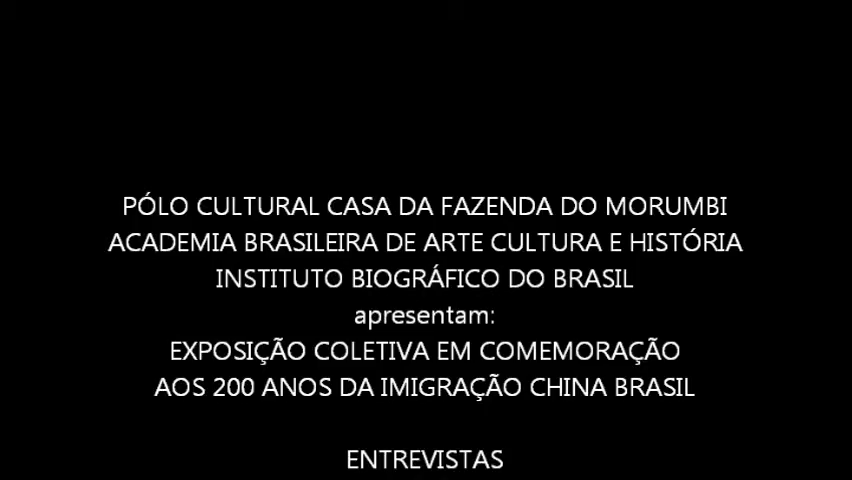 PÓLO CULTURAL CASA DA FAZENDA DO MORUMBI
ACADEMIA BRASILEIRA DE ARTE CULTURA E HISTÓRIA
INSTITUTO BIOGRÁFICO DO BRASIL
apresentam:
EXPOSIÇÃO COLETIVA EM COMEMORAÇÃO
AOS 200 ANOS DA IMIGRAÇÃO CHINA BRASIL
ENTREVISTAS